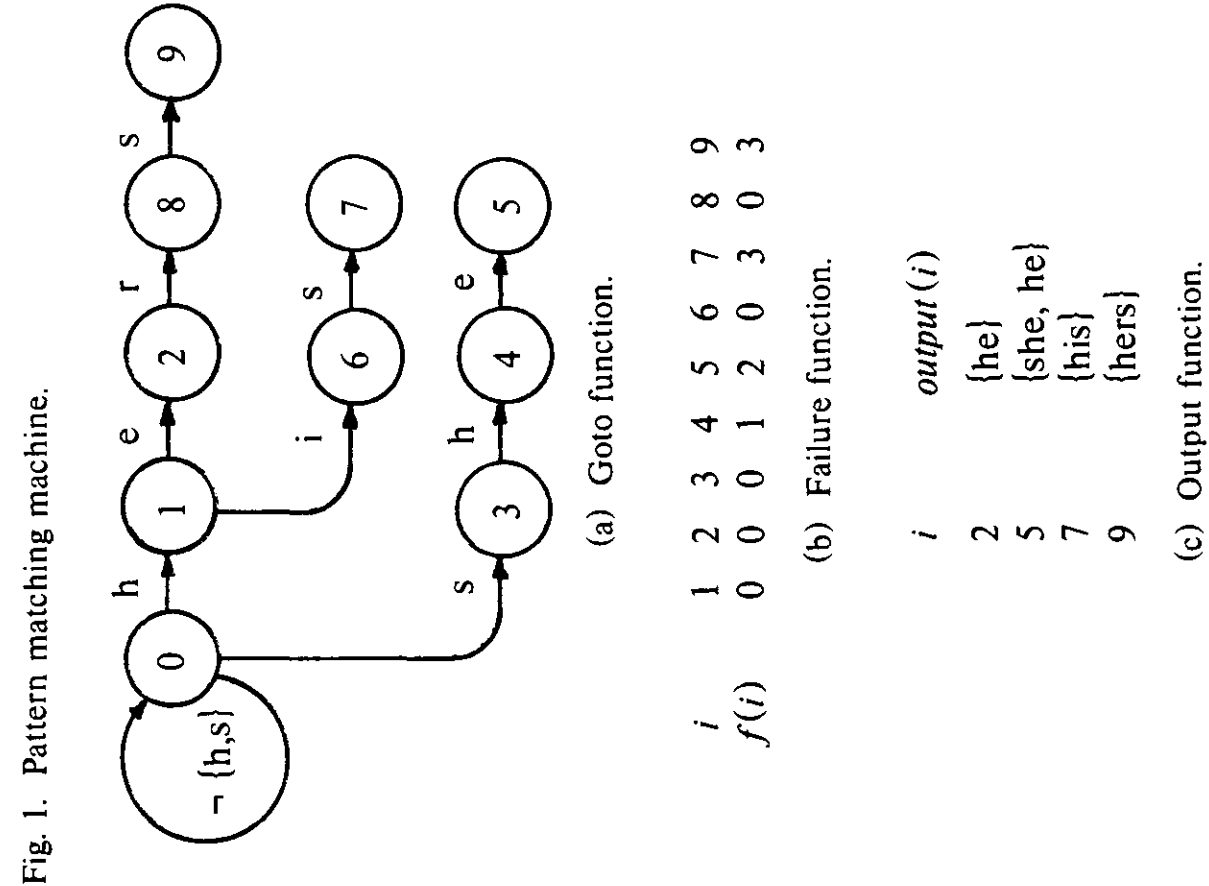 Fig. 1. Pattern matching machine.
h e r s
0 1 2 8 9
¬ {h,s}
i s
6 7
s h e
3 4 5
(a) Goto function.
i 1 2 3 4 5 6 7 8 9
f(i) 0 0 0 1 2 0 3 0 3
(b) Failure function.
i output(i)
2 {he}
5 {she, he}
7 {his}
9 {hers}
(c) Output function.